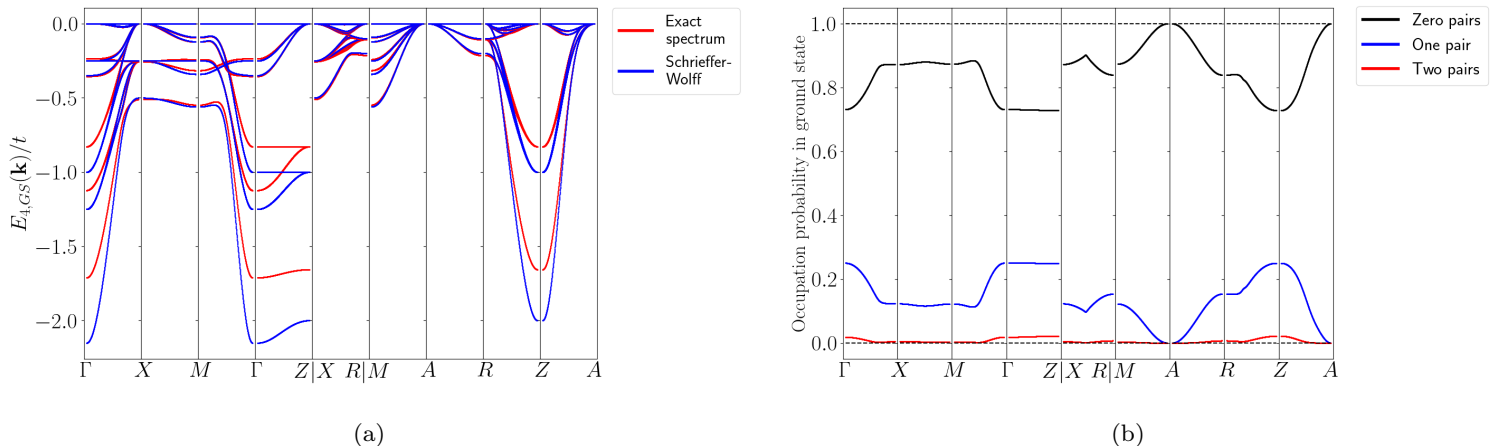 0.0
−0.5
−1.0
−1.5
−2.0
E₄,GS(k)/t
Γ X M Γ Z|X R|M A R Z A
Exact
spectrum
Schrieffer-
Wolff
(a)
1.0
0.8
0.6
0.4
0.2
0.0
Occupation probability in ground state
Γ X M Γ Z|X R|M A R Z A
Zero pairs
One pair
Two pairs
(b)